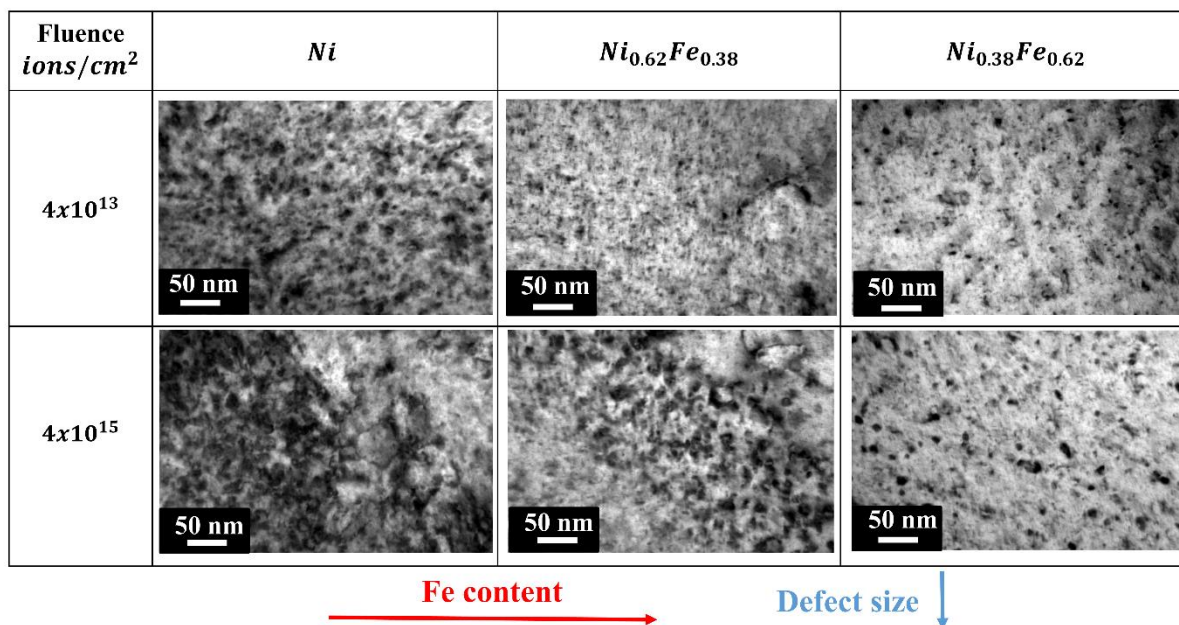 Fluence
ions/cm²
Ni
Ni₀.₆₂Fe₀.₃₈
Ni₀.₃₈Fe₀.₆₂
4x10¹³
50 nm
50 nm
50 nm
4x10¹⁵
50 nm
50 nm
50 nm
Fe content
Defect size